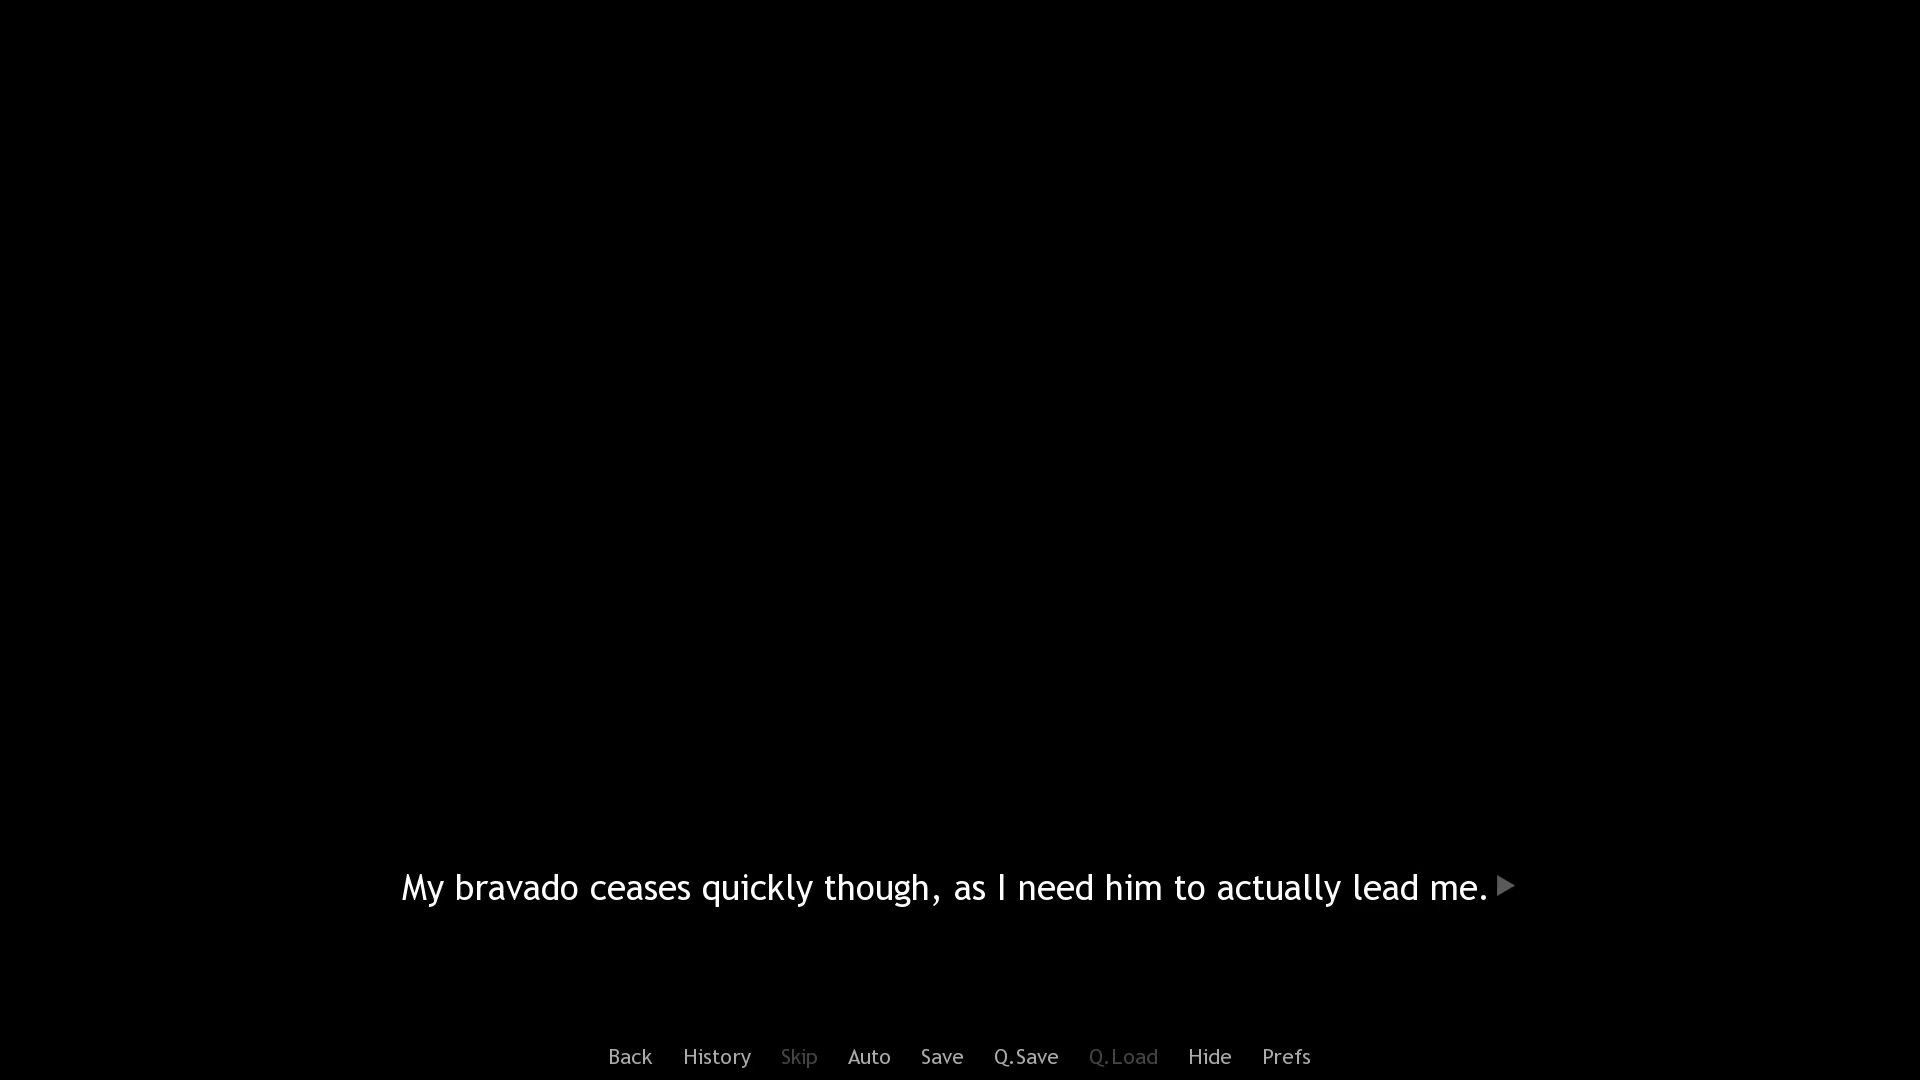 My bravado ceases quickly though, as I need him to actually lead me.
Back History Skip Auto Save Q.Save Q.Load Hide Prefs